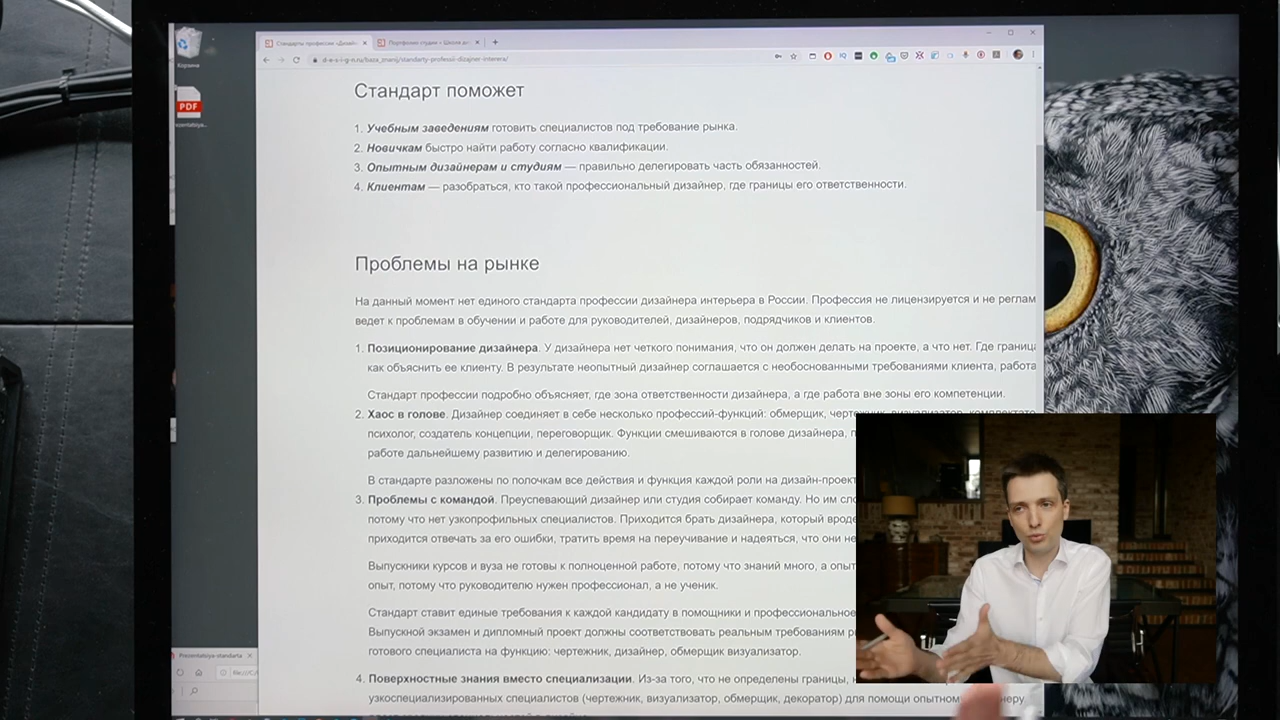 Корзина
PDF
Стандарты професcии «Дизайн
Портфолио студия « Школа ди
d-e-s-i-g-n.ru/baza_znanij/standarty-professii-dizajner-interera/
Стандарт поможет
1. Учебным заведениям готовить специалистов под требование рынка.
2. Новичкам быстро найти работу согласно квалификации.
3. Опытным дизайнерам и студиям — правильно делегировать часть обязанностей.
4. Клиентам — разобраться, кто такой профессиональный дизайнер, где границы его ответственности.
Проблемы на рынке
На данный момент нет единого стандарта профессии дизайнера интерьера в России. Профессия не лицензируется и не реглам
ведет к проблемам в обучении и работе для руководителей, дизайнеров, подрядчиков и клиентов.
1. Позиционирование дизайнера. У дизайнера нет четкого понимания, что он должен делать на проекте, а что нет. Где граница
как объяснить ее клиенту. В результате неопытный дизайнер соглашается с необоснованными требованиями клиента, работа
Стандарт профессии подробно объясняет, где зона ответственности дизайнера, а где работа вне зоны его компетенции.
2. Хаос в голове. Дизайнер соединяет в себе несколько профессий-функций: обмерщик, чертежник, визуализатор, комплектато
психолог, создатель концепции, переговорщик. Функции смешиваются в голове дизайнера, п
работе дальнейшему развитию и делегированию.
В стандарте разложены по полочкам все действия и функция каждой роли на дизайн-проект
3. Проблемы с командой. Преуспевающий дизайнер или студия собирает команду. Но им сло
потому что нет узкопрофильных специалистов. Приходится брать дизайнера, который вроде
приходится отвечать за его ошибки, тратить время на переучивание и надеяться, что они не
Выпускники курсов и вуза не готовы к полноценной работе, потому что знаний много, а опыт
опыт, потому что руководителю нужен профессионал, а не ученик.
Стандарт ставит единые требования к каждой кандидату в помощники и профессиональное
Выпускной экзамен и дипломный проект должны соответствовать реальным требованиям р
готового специалиста на функцию: чертежник, дизайнер, обмерщик визуализатор.
4. Поверхностные знания вместо специализации. Из-за того, что не определены границы,
узкоспециализированных специалистов (чертежник, визуализатор, обмерщик, декоратор) для помощи опытном
Prezentatsiya-standarta